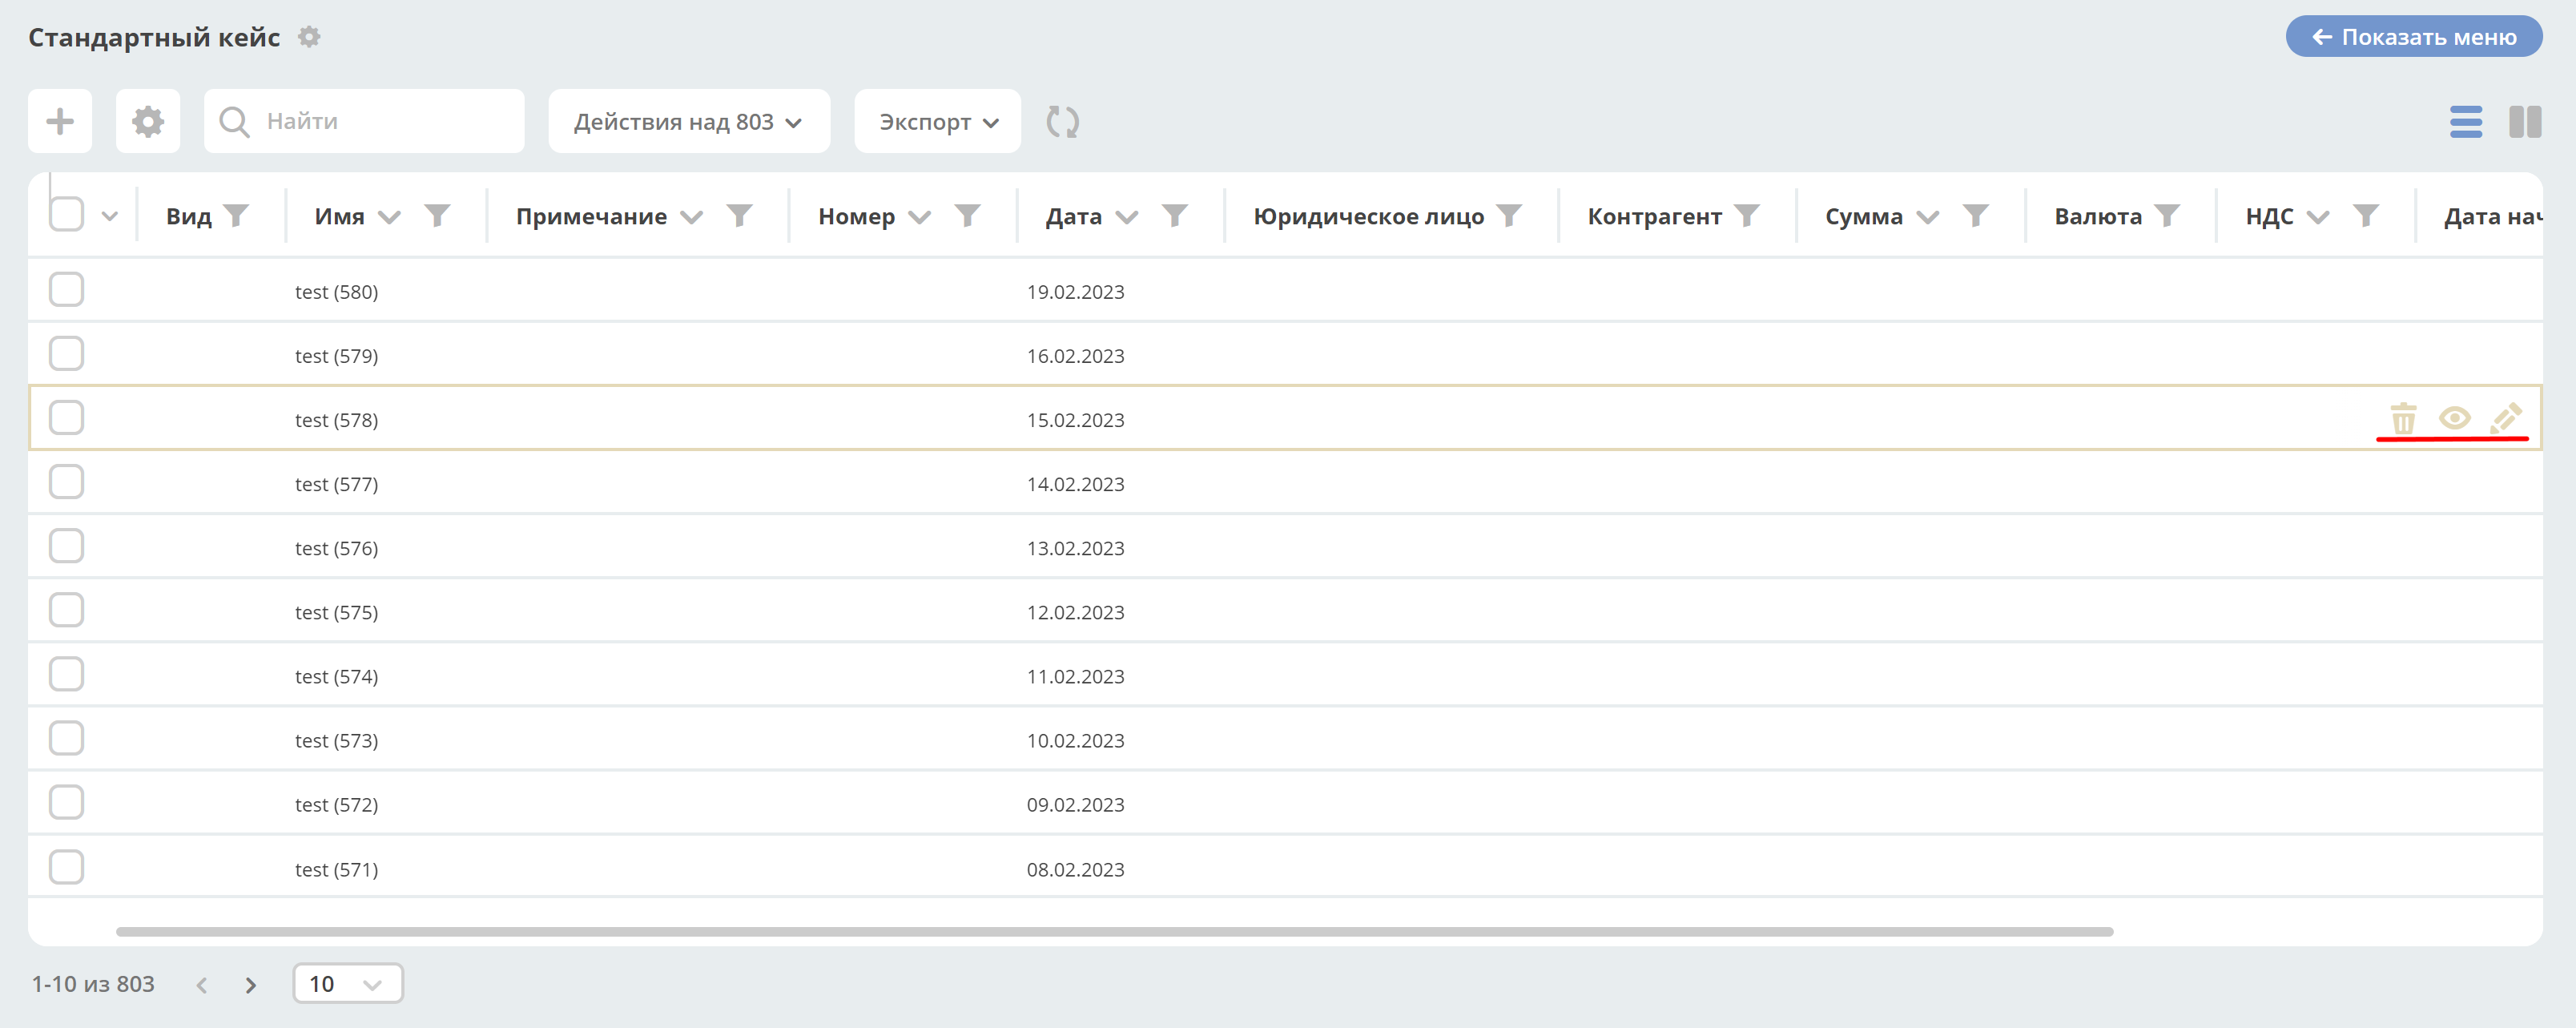 Стандартный кейс
Показать меню
Найти
Действия над 803
Экспорт
Вид Имя Примечание Номер Дата Юридическое лицо Контрагент Сумма Валюта НДС Дата нач
test (580) 19.02.2023
test (579) 16.02.2023
test (578) 15.02.2023
test (577) 14.02.2023
test (576) 13.02.2023
test (575) 12.02.2023
test (574) 11.02.2023
test (573) 10.02.2023
test (572) 09.02.2023
test (571) 08.02.2023
1-10 из 803
10